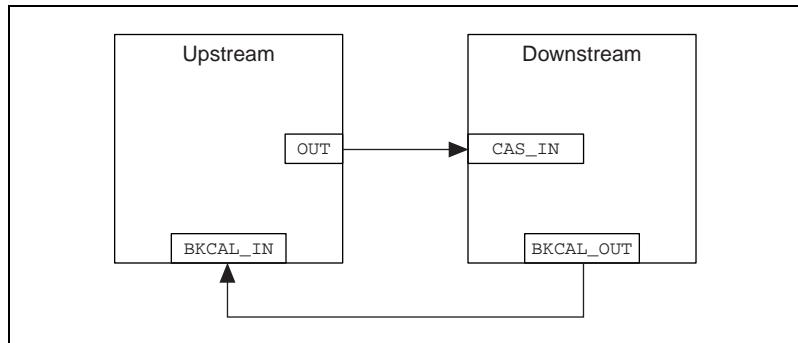 Upstream
Downstream
OUT
CAS_IN
BKCAL_IN
BKCAL_OUT